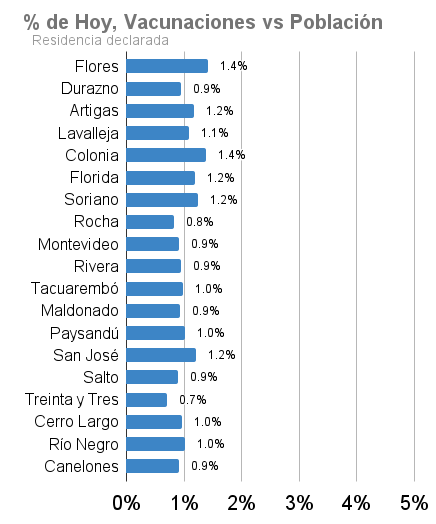 % de Hoy, Vacunaciones vs Población
Residencia declarada
Flores 1.4%
Durazno 0.9%
Artigas 1.2%
Lavalleja 1.1%
Colonia 1.4%
Florida 1.2%
Soriano 1.2%
Rocha 0.8%
Montevideo 0.9%
Rivera 0.9%
Tacuarembó 1.0%
Maldonado 0.9%
Paysandú 1.0%
San José 1.2%
Salto 0.9%
Treinta y Tres 0.7%
Cerro Largo 1.0%
Río Negro 1.0%
Canelones 0.9%
0% 1% 2% 3% 4% 5%